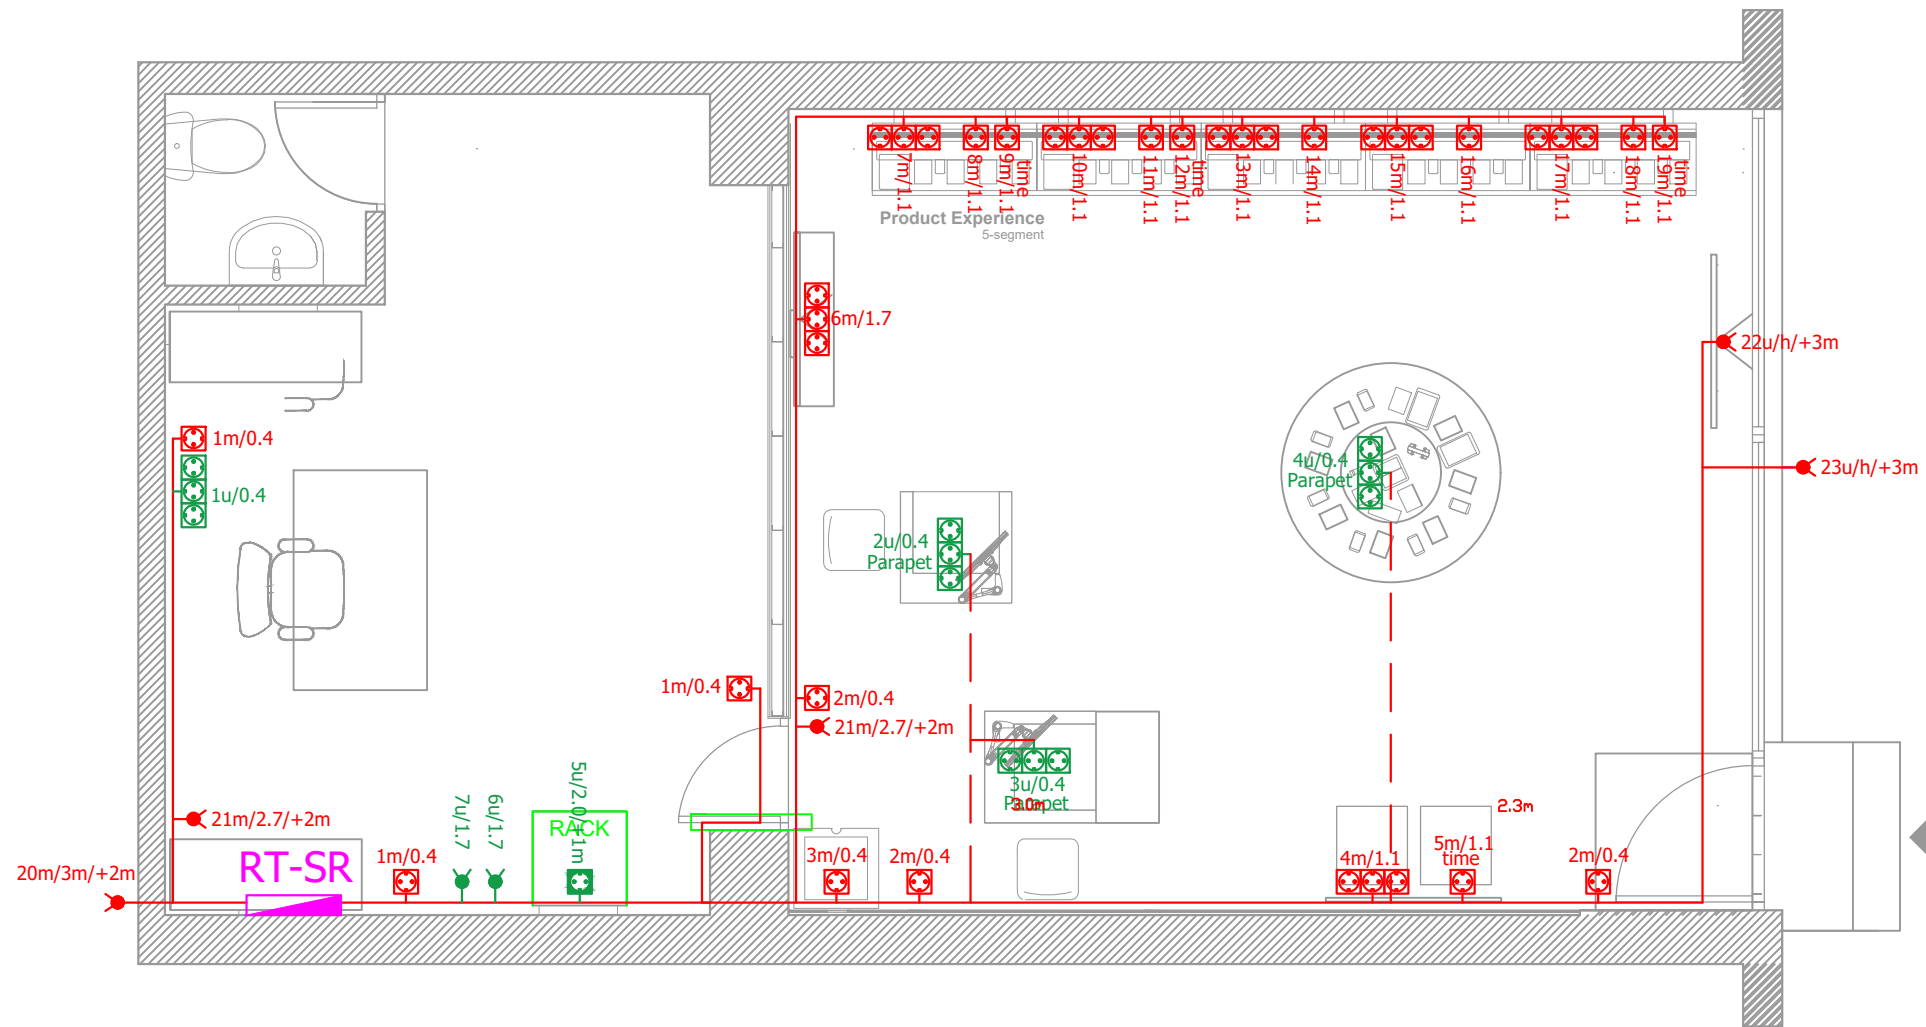 7m/1.1
8m/1.1
9m/1.1
time
10m/1.1
11m/1.1
12m/1.1
time
13m/1.1
14m/1.1
15m/1.1
16m/1.1
17m/1.1
18m/1.1
19m/1.1
time
Product Experience
5-segment
6m/1.7
22u/h/+3m
1m/0.4
1u/0.4
4u/0.4
Parapet
23u/h/+3m
2u/0.4
Parapet
1m/0.4
2m/0.4
21m/2.7/+2m
3u/0.4
Parapet
3.0m
2.3m
21m/2.7/+2m
7u/1.7
6u/1.7
5u/2.0/+1m
RACK
20m/3m/+2m
RT-SR
1m/0.4
3m/0.4
2m/0.4
4m/1.1
5m/1.1
time
2m/0.4